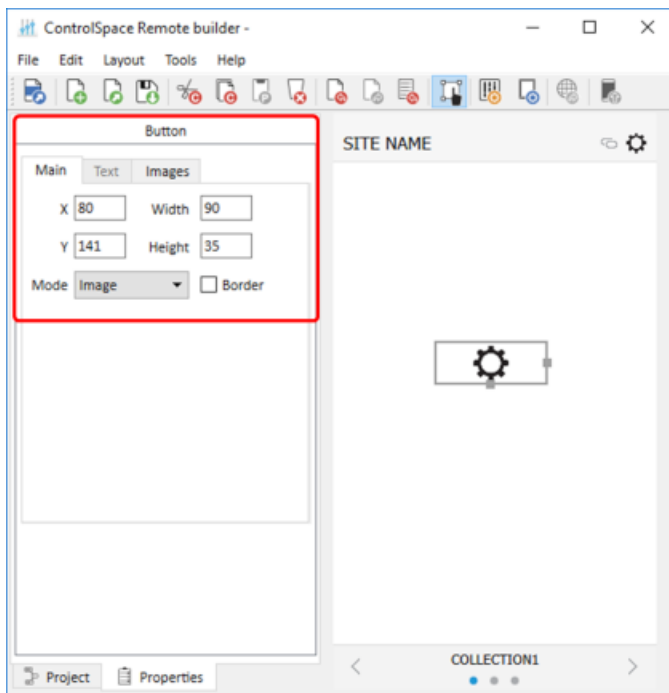 ControlSpace Remote builder -
File Edit Layout Tools Help
Button
Main Text Images
X 80 Width 90
Y 141 Height 35
Mode Image Border
SITE NAME
COLLECTION1
Project Properties